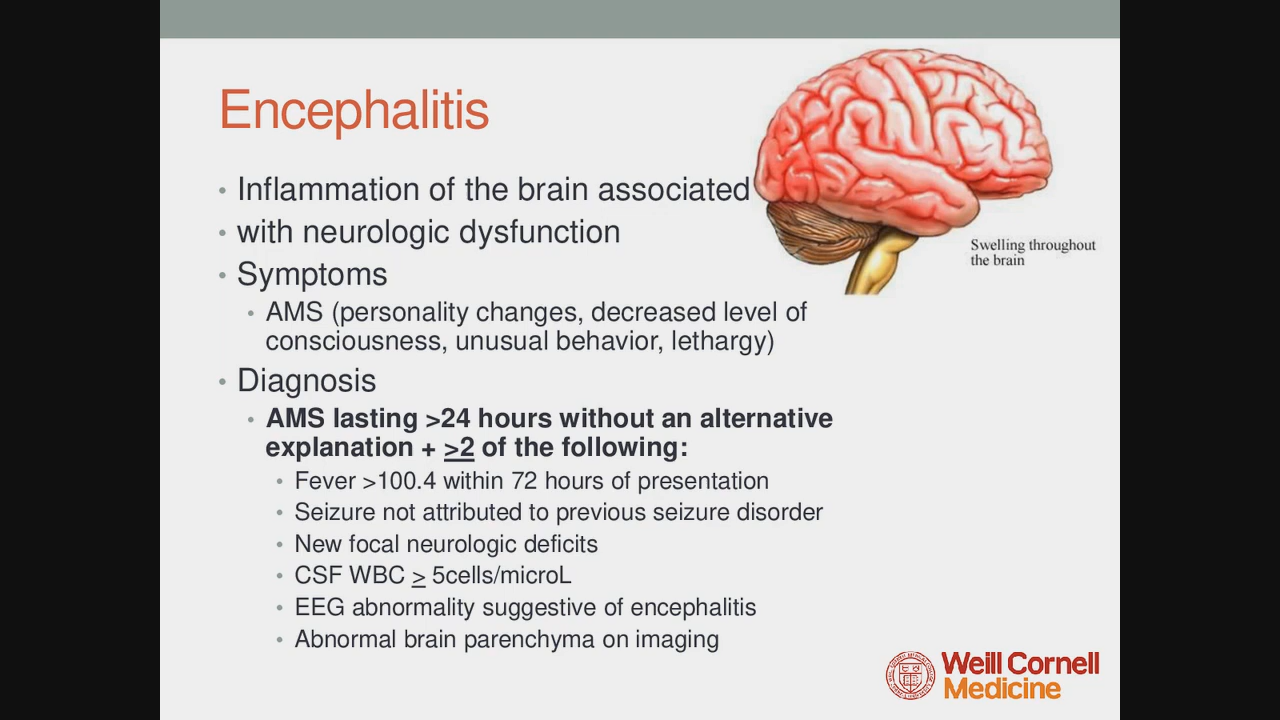 Encephalitis
• Inflammation of the brain associated
• with neurologic dysfunction
Swelling throughout
the brain
• Symptoms
• AMS (personality changes, decreased level of
consciousness, unusual behavior, lethargy)
• Diagnosis
• AMS lasting >24 hours without an alternative
explanation + >2 of the following:
• Fever >100.4 within 72 hours of presentation
• Seizure not attributed to previous seizure disorder
• New focal neurologic deficits
• CSF WBC > 5cells/microL
• EEG abnormality suggestive of encephalitis
• Abnormal brain parenchyma on imaging
Weill Cornell
Medicine